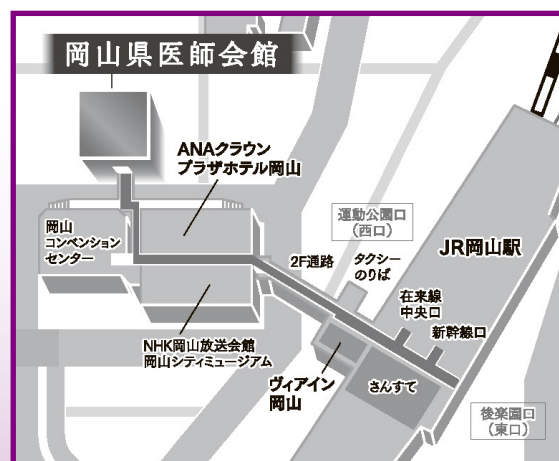 岡山県医師会館
ANAクラウン
プラザホテル岡山
岡山
コンベンション
センター
運動公園口
（西口）
2F通路
タクシー
のりば
JR岡山駅
在来線
中央口
新幹線口
NHK岡山放送会館
岡山シティミュージアム
ヴィアイン
岡山
さんすて
後楽園口
（東口）